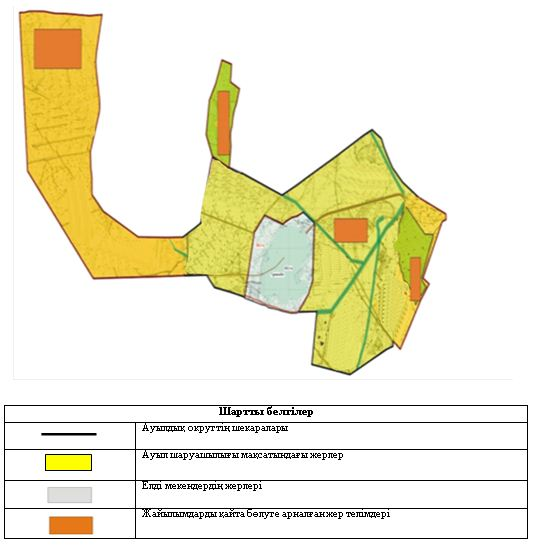 Шартты белгілер
Ауылдық округтің шекаралары
Ауыл шаруашылығы мақсатындағы жерлер
Елді мекендердің жерлері
Жайылымдарды қайта бөлуге арналған жер телімдері